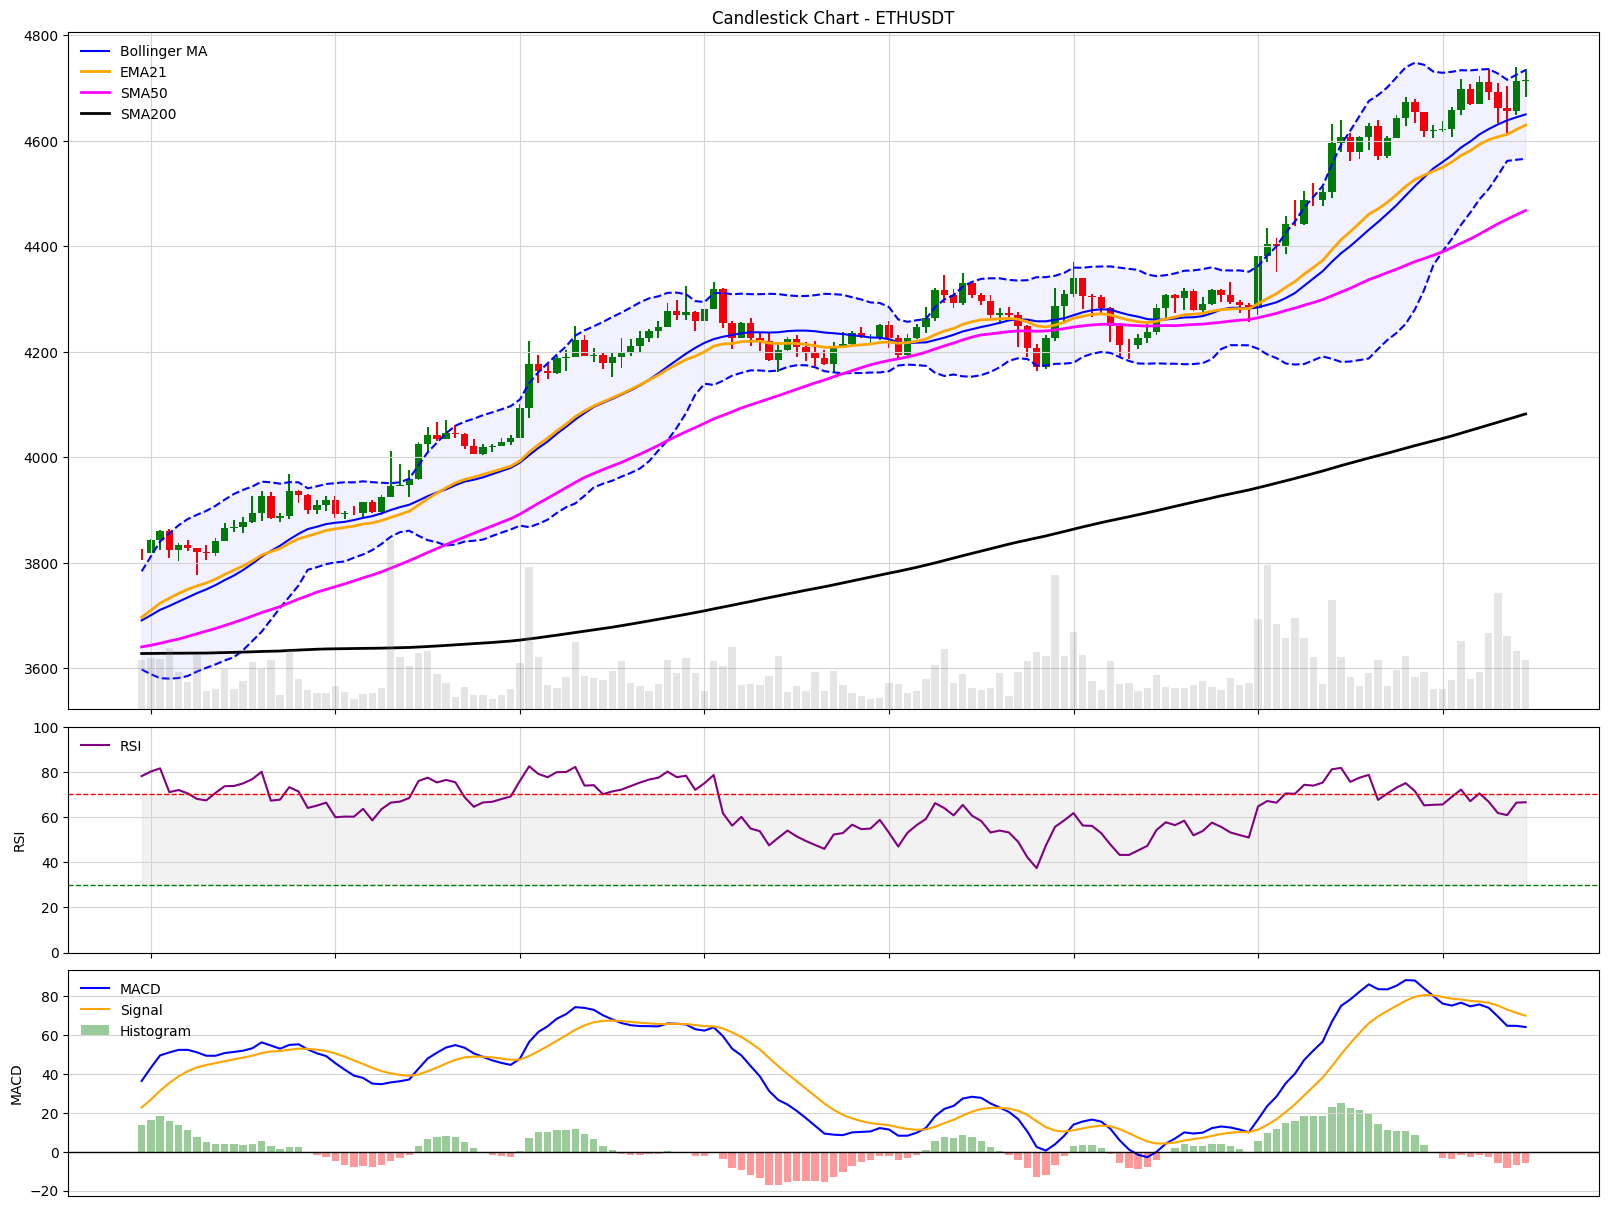 Candlestick Chart - ETHUSDT
4800
4600
4400
4200
4000
3800
3600
Bollinger MA
EMA21
SMA50
SMA200
100
80
60
40
20
0
RSI
RSI
80
60
40
20
0
−20
MACD
MACD
Signal
Histogram